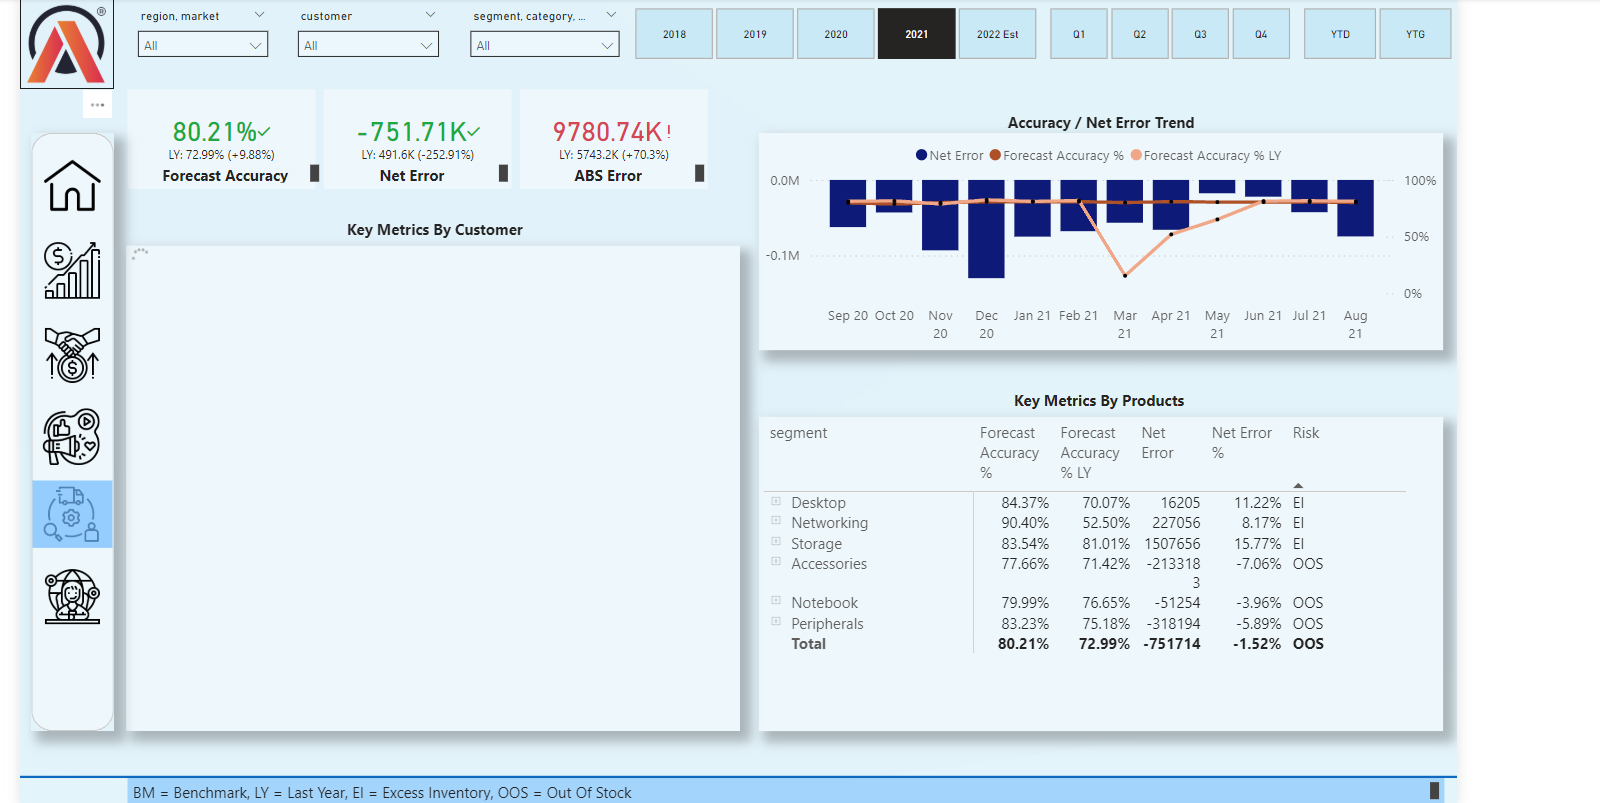 ®
region, market
customer
segment, category, ...
All
All
All
2018
2019
2020
2021
2022 Est
Q1
Q2
Q3
Q4
YTD
YTG
80.21%
LY: 72.99% (+9.88%)
Forecast Accuracy
-751.71K
LY: 491.6K (-252.91%)
Net Error
9780.74K!
LY: 5743.2K (+70.3%)
ABS Error
Key Metrics By Customer
Accuracy / Net Error Trend
Net Error
Forecast Accuracy %
Forecast Accuracy % LY
0.0M
-0.1M
100%
50%
0%
Sep 20
Oct 20
Nov
20
Dec
20
Jan 21
Feb 21
Mar
21
Apr 21
May
21
Jun 21
Jul 21
Aug
21
Key Metrics By Products
segment
Forecast
Accuracy
%
Forecast
Accuracy
% LY
Net
Error
Net Error
%
Risk
Desktop 84.37% 70.07% 16205 11.22% EI
Networking 90.40% 52.50% 227056 8.17% EI
Storage 83.54% 81.01% 1507656 15.77% EI
Accessories 77.66% 71.42% -213318 -7.06% OOS
3
Notebook 79.99% 76.65% -51254 -3.96% OOS
Peripherals 83.23% 75.18% -318194 -5.89% OOS
Total 80.21% 72.99% -751714 -1.52% OOS
BM = Benchmark, LY = Last Year, EI = Excess Inventory, OOS = Out Of Stock